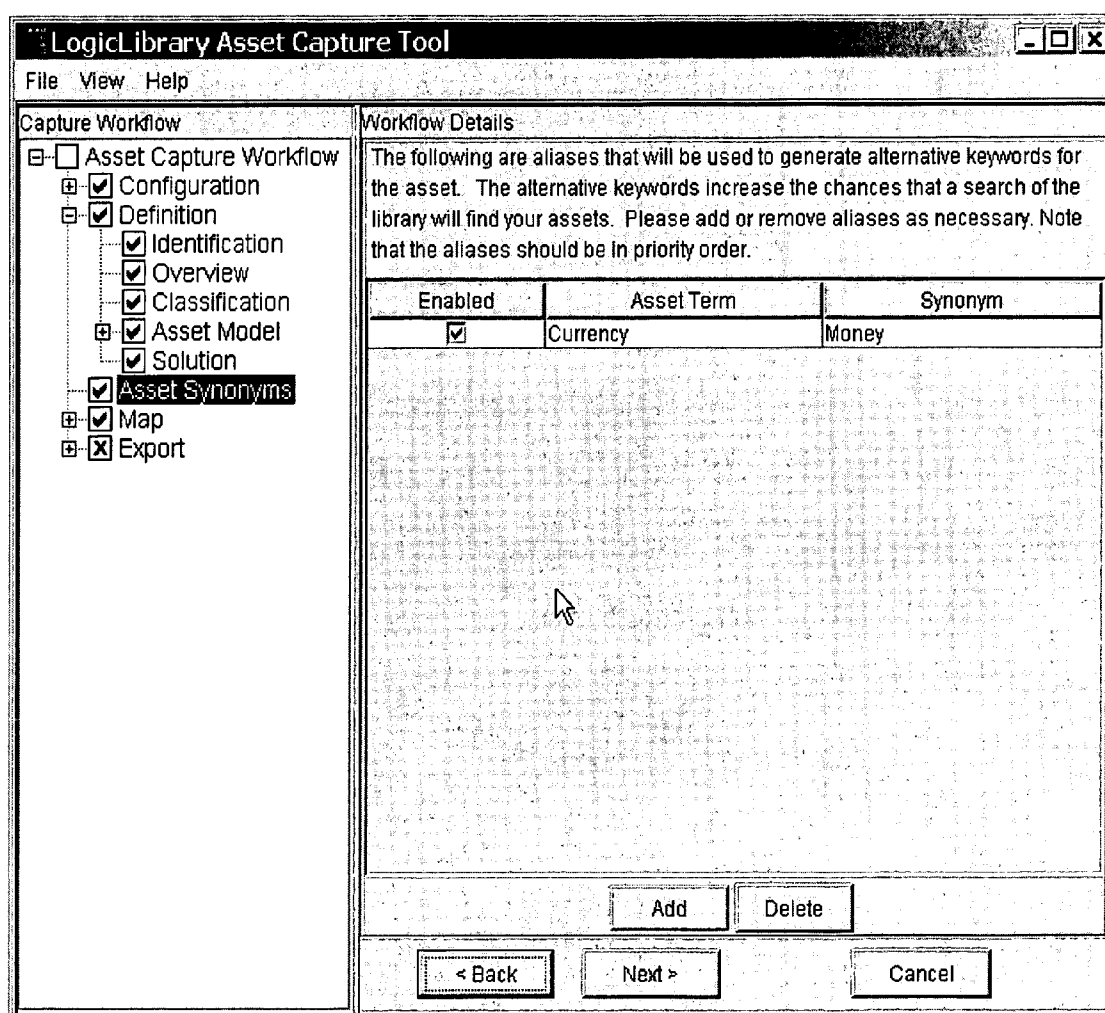 LogicLibrary Asset Capture Tool
File View Help
Capture Workflow
Asset Capture Workflow
Configuration
Definition
Identification
Overview
Classification
Asset Model
Solution
Asset Synonyms
Map
Export
Workflow Details
The following are aliases that will be used to generate alternative keywords for
the asset. The alternative keywords increase the chances that a search of the
library will find your assets. Please add or remove aliases as necessary. Note
that the aliases should be in priority order.
Enabled Asset Term Synonym
Currency Money
Add Delete
< Back Next > Cancel